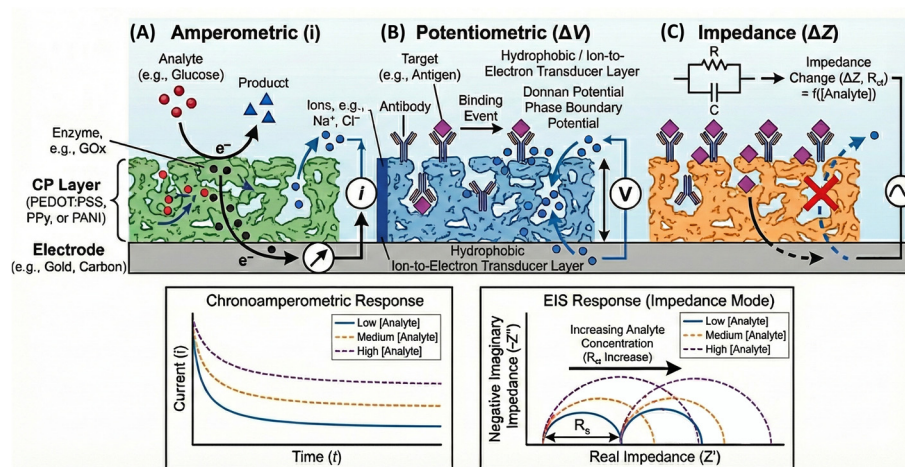 (A) Amperometric (i)
Analyte
(e.g., Glucose)
Product
Enzyme,
e.g., GOx
e⁻
Ions, e.g.,
Na⁺, Cl⁻
CP Layer
(PEDOT:PSS,
PPy, or PANI)
i
Electrode
(e.g., Gold, Carbon)
e⁻
(B) Potentiometric (ΔV)
Target
(e.g., Antigen)
Hydrophobic / Ion-to-
Electron Transducer Layer
Antibody
Binding
Event
Donnan Potential
Phase Boundary
Potential
V
Hydrophobic
Ion-to-Electron Transducer Layer
(C) Impedance (ΔZ)
R
C
Impedance
Change (ΔZ, Rct)
= f([Analyte])
Chronoamperometric Response
Low [Analyte]
Medium [Analyte]
High [Analyte]
Current (i)
Time (t)
EIS Response (Impedance Mode)
Increasing Analyte
Concentration
(Rct Increase)
Low [Analyte]
Medium [Analyte]
High [Analyte]
Negative Imaginary
Impedance (−Z")
Rs
Real Impedance (Z')